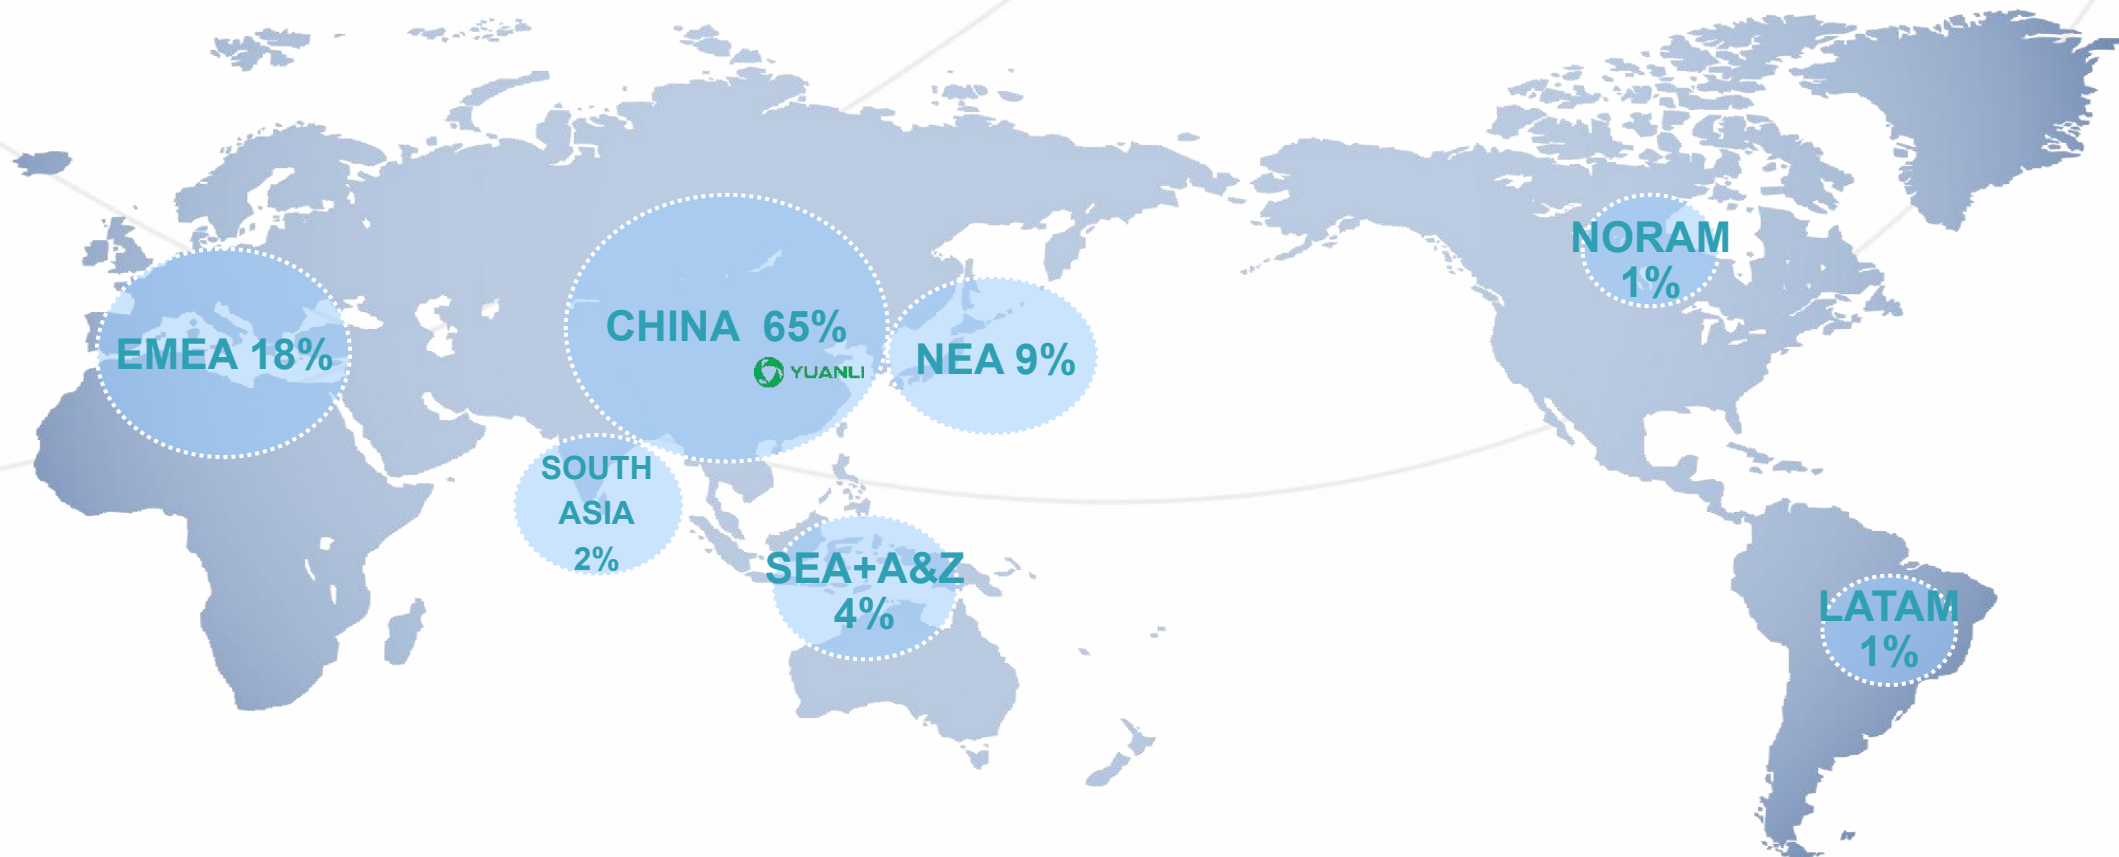 NORAM
1%
CHINA 65%
EMEA 18%
NEA 9%
YUANLI
SOUTH
ASIA
2%
SEA+A&Z
4%
LATAM
1%